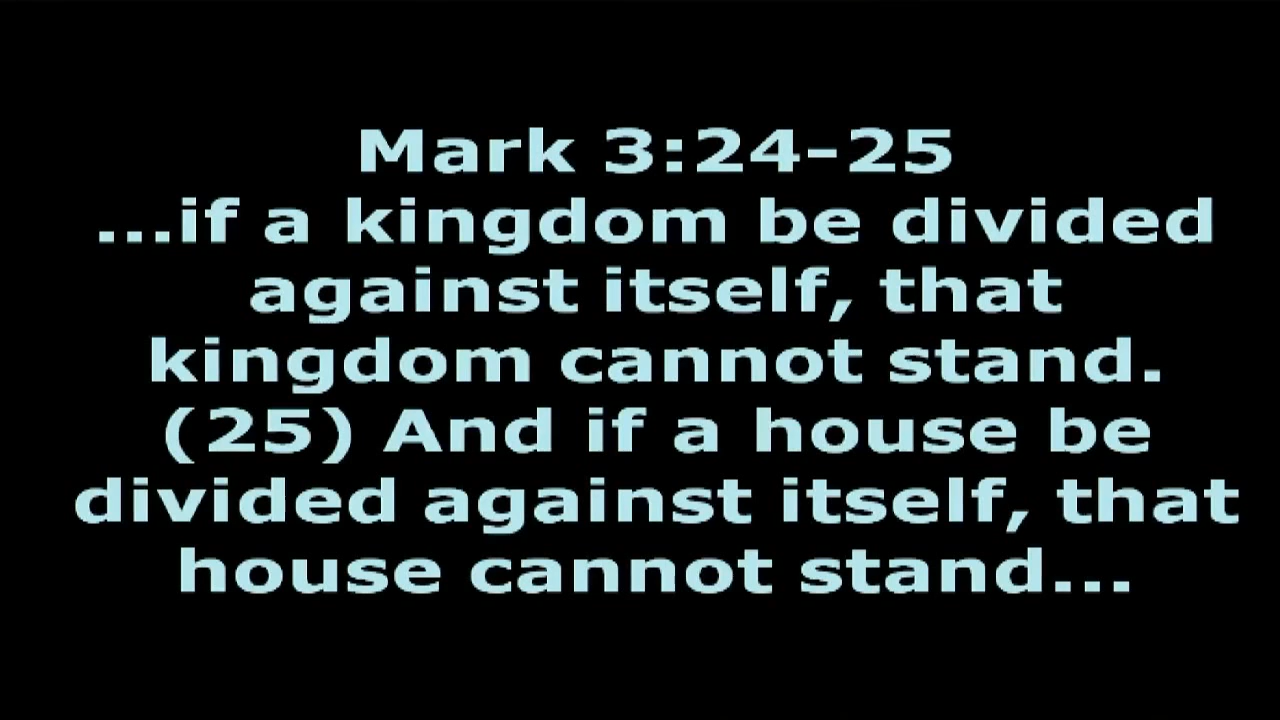 Mark 3:24-25
...if a kingdom be divided
against itself, that
kingdom cannot stand.
(25) And if a house be
divided against itself, that
house cannot stand...